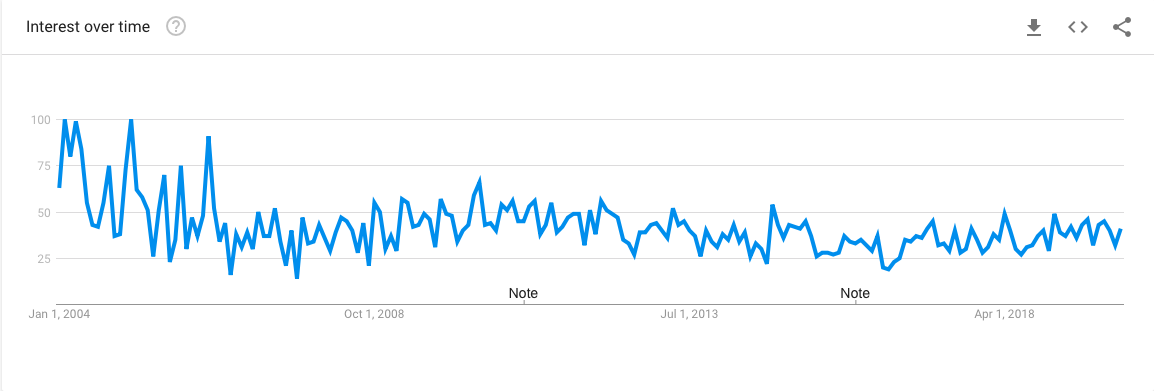 Interest over time
100
75
50
25
Note Note
Jan 1, 2004 Oct 1, 2008 Jul 1, 2013 Apr 1, 2018